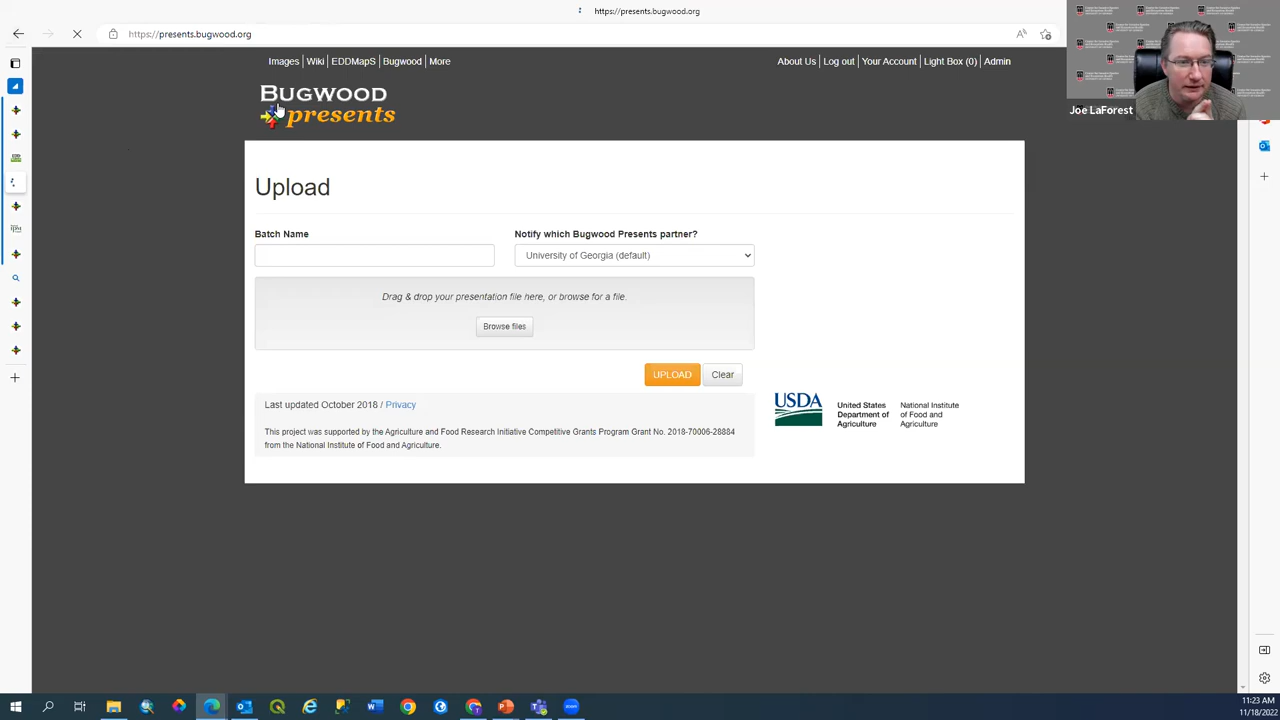 https://presents.bugwood.org
https://presents.bugwood.org
Images Wiki EDDMapS Bugwood More
About Us Log out Your Account Light Box (0) Admin
BUGWOOD
presents
Joe LaForest
Upload
Batch Name
Notify which Bugwood Presents partner?
University of Georgia (default)
Drag & drop your presentation file here, or browse for a file.
Browse files
UPLOAD
Clear
Last updated October 2018 / Privacy
This project was supported by the Agriculture and Food Research Initiative Competitive Grants Program Grant No. 2018-70006-28884
from the National Institute of Food and Agriculture.
USDA
United States
Department of
Agriculture
National Institute
of Food and
Agriculture
11:23 AM
11/18/2022